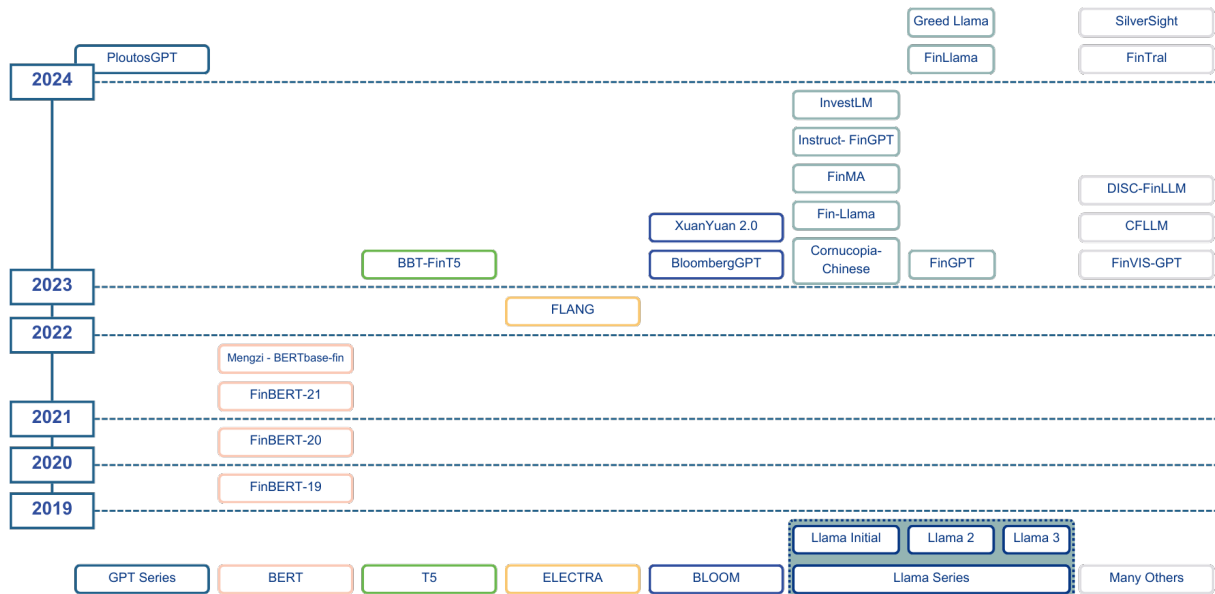 Greed Llama
SilverSight
PloutosGPT
FinLlama
FinTral
2024
InvestLM
Instruct- FinGPT
FinMA
DISC-FinLLM
Fin-Llama
XuanYuan 2.0
CFLLM
BBT-FinT5
BloombergGPT
Cornucopia-
Chinese
FinGPT
FinVIS-GPT
2023
FLANG
2022
Mengzi - BERTbase-fin
FinBERT-21
2021
FinBERT-20
2020
FinBERT-19
2019
Llama Initial
Llama 2
Llama 3
GPT Series
BERT
T5
ELECTRA
BLOOM
Llama Series
Many Others